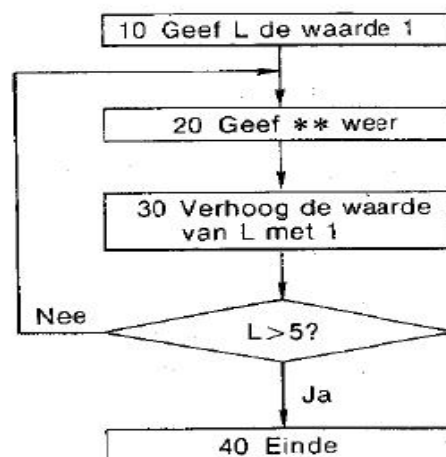 10 Geef L de waarde 1
20 Geef ** weer
30 Verhoog de waarde
van L met 1
Nee
L>5?
Ja
40 Einde